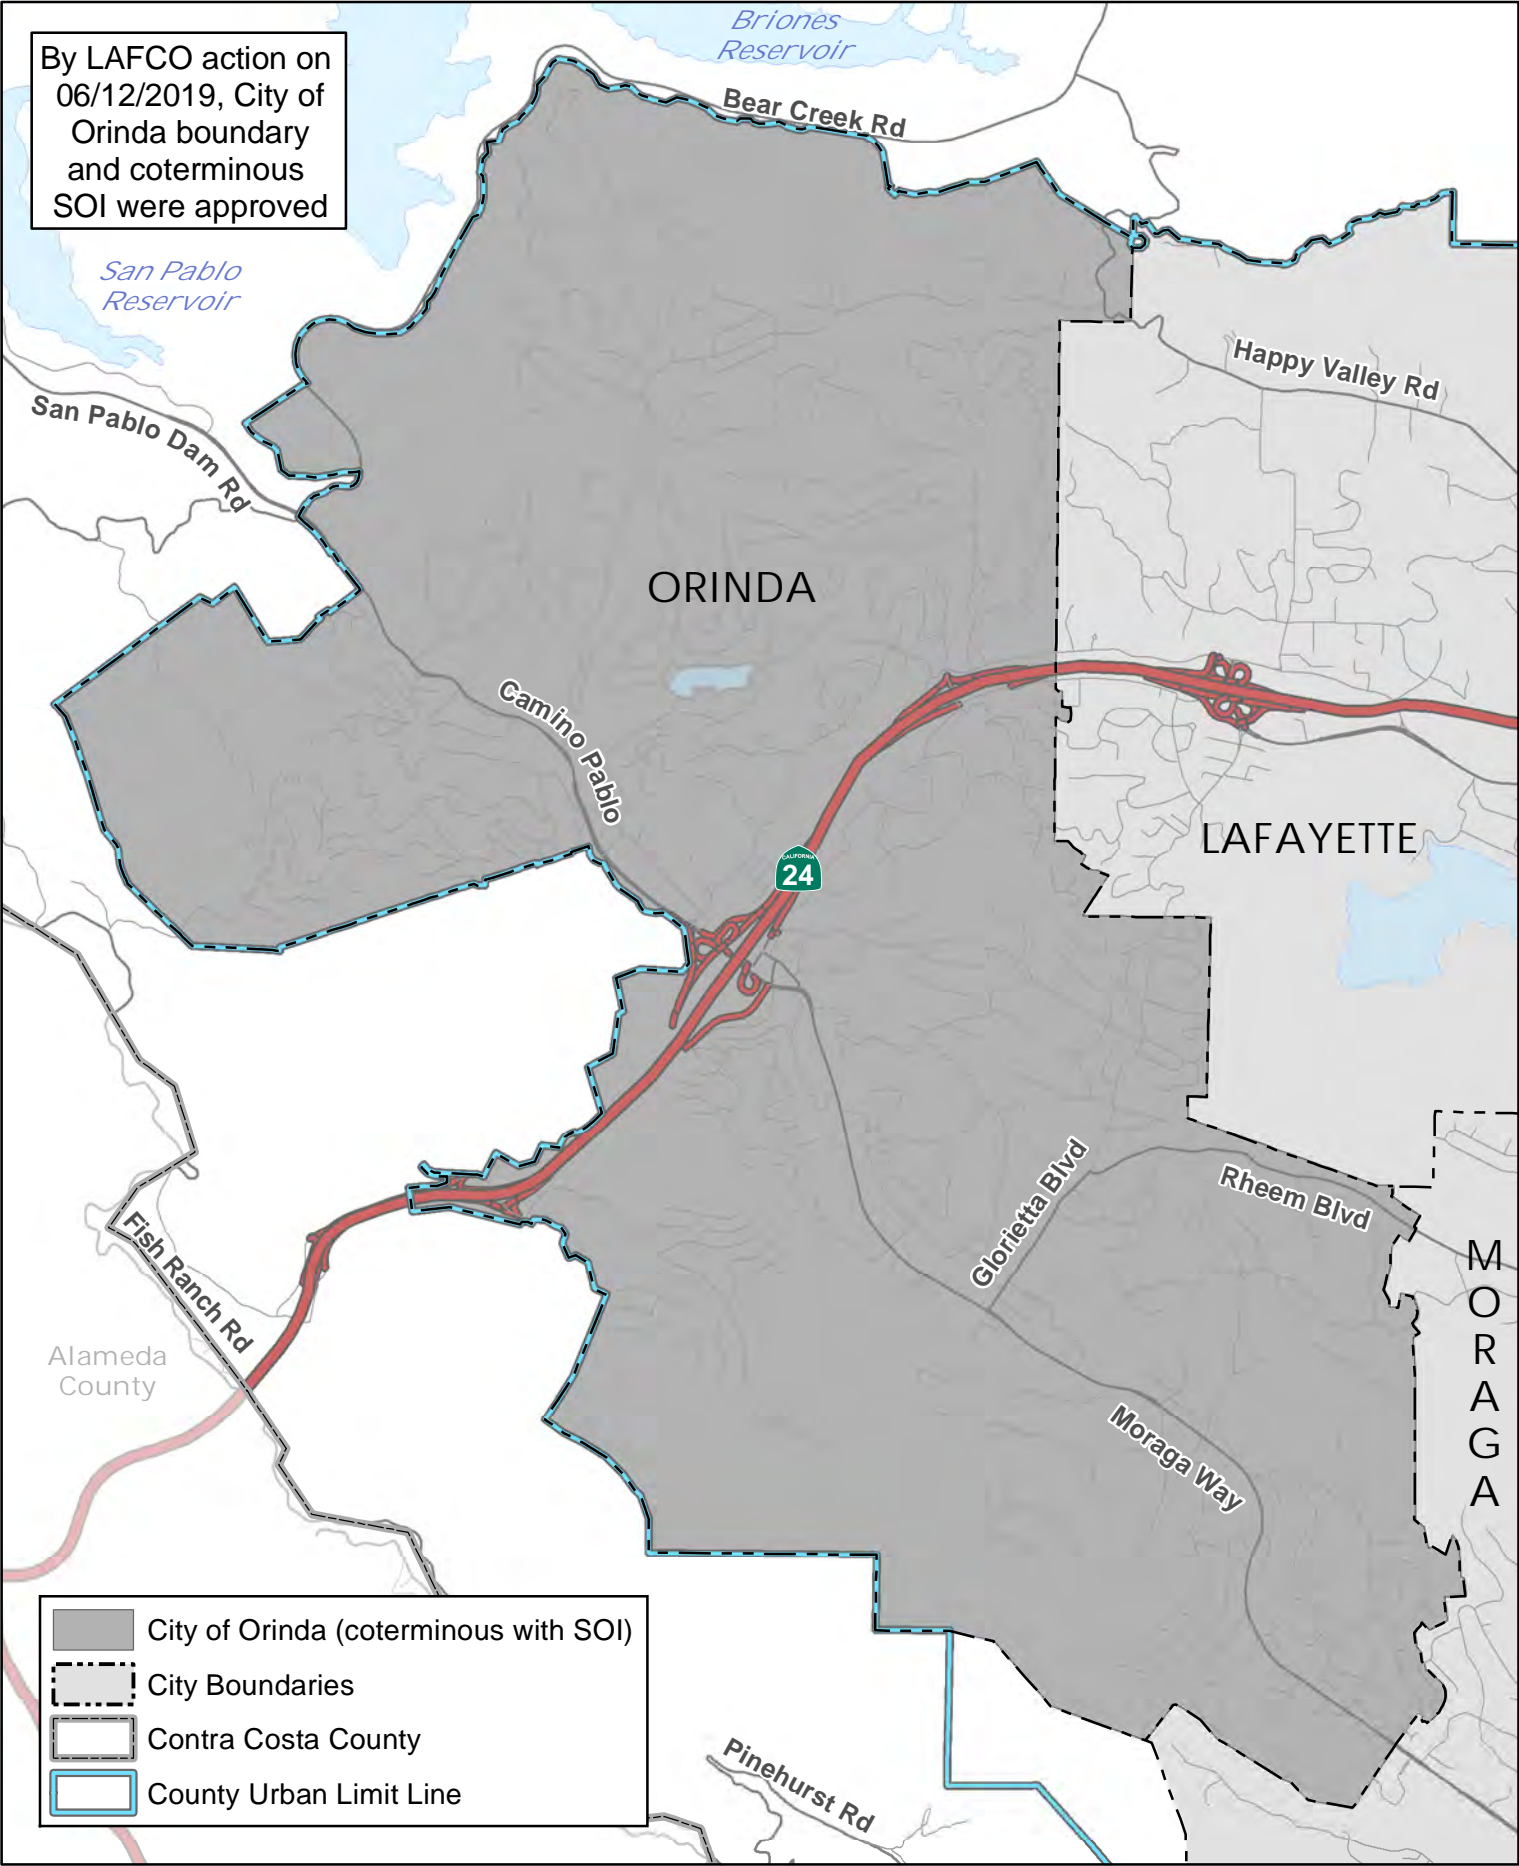 By LAFCO action on
06/12/2019, City of
Orinda boundary
and coterminous
SOI were approved
Briones
Reservoir
Bear Creek Rd
San Pablo
Reservoir
Happy Valley Rd
San Pablo Dam Rd
ORINDA
Camino Pablo
LAFAYETTE
CALIFORNIA
24
Glorietta Blvd
Rheem Blvd
MORAGA
Fish Ranch Rd
Alameda
County
Moraga Way
City of Orinda (coterminous with SOI)
City Boundaries
Contra Costa County
County Urban Limit Line
Pinehurst Rd